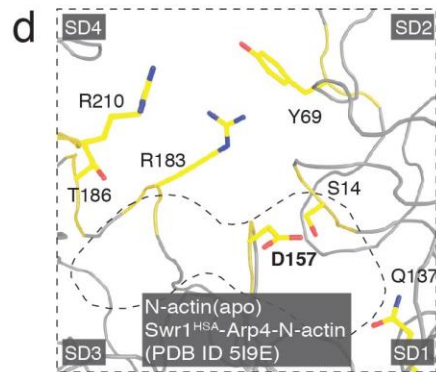 d
SD4
SD2
R210
Y69
R183
T186
S14
D157
Q137
N-actin(apo)
Swr1ᴴˢᴬ-Arp4-N-actin
(PDB ID 5I9E)
SD3
SD1